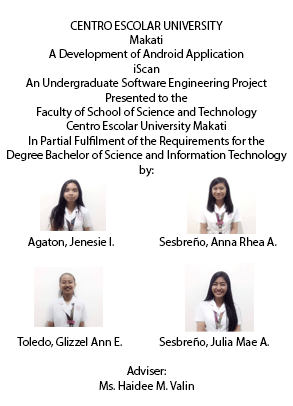 CENTRO ESCOLAR UNIVERSITY
Makati
A Development of Android Application
iScan
An Undergraduate Software Engineering Project
Presented to the
Faculty of School of Science and Technology
Centro Escolar University Makati
In Partial Fulfilment of the Requirements for the
Degree Bachelor of Science and Information Technology
by:
Agaton, Jenesie I.
Sesbreño, Anna Rhea A.
Toledo, Glizzel Ann E.
Sesbreño, Julia Mae A.
Adviser:
Ms. Haidee M. Valin